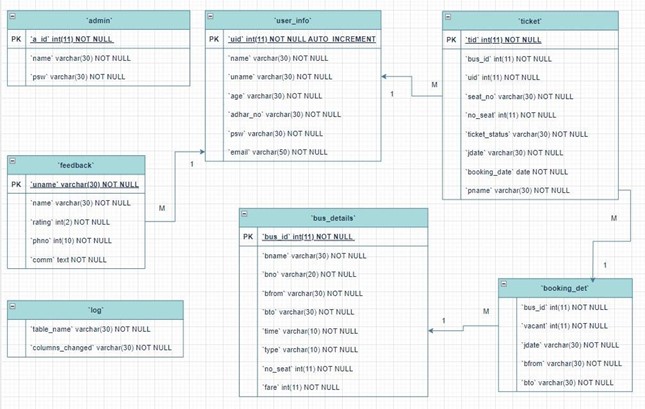 `admin`
PK `a_id` int(11) NOT NULL
`name` varchar(30) NOT NULL
`psw` varchar(30) NOT NULL
`user_info`
PK `uid` int(11) NOT NULL AUTO_INCREMENT
`name` varchar(30) NOT NULL
`uname` varchar(30) NOT NULL
`age` varchar(30) NOT NULL
`adhar_no` varchar(30) NOT NULL
`psw` varchar(30) NOT NULL
`email` varchar(50) NOT NULL
`ticket`
PK `tid` int(11) NOT NULL
`bus_id` int(11) NOT NULL
`uid` int(11) NOT NULL
`seat_no` varchar(30) NOT NULL
`no_seat` int(11) NOT NULL
`ticket_status` varchar(30) NOT NULL
`jdate` varchar(30) NOT NULL
`booking_date` date NOT NULL
`pname` varchar(30) NOT NULL
M
1
`feedback`
PK `uname` varchar(30) NOT NULL
`name` varchar(30) NOT NULL
`rating` int(2) NOT NULL
`phno` int(10) NOT NULL
`comm` text NOT NULL
1
M
`bus_details`
PK `bus_id` int(11) NOT NULL
`bname` varchar(30) NOT NULL
`bno` varchar(20) NOT NULL
`bfrom` varchar(30) NOT NULL
`bto` varchar(30) NOT NULL
`time` varchar(10) NOT NULL
`type` varchar(10) NOT NULL
`no_seat` int(11) NOT NULL
`fare` int(11) NOT NULL
M
1
`booking_det`
`bus_id` int(11) NOT NULL
`vacant` int(11) NOT NULL
`jdate` varchar(30) NOT NULL
`bfrom` varchar(30) NOT NULL
`bto` varchar(30) NOT NULL
M
1
`log`
`table_name` varchar(30) NOT NULL
`columns_changed` varchar(30) NOT NULL